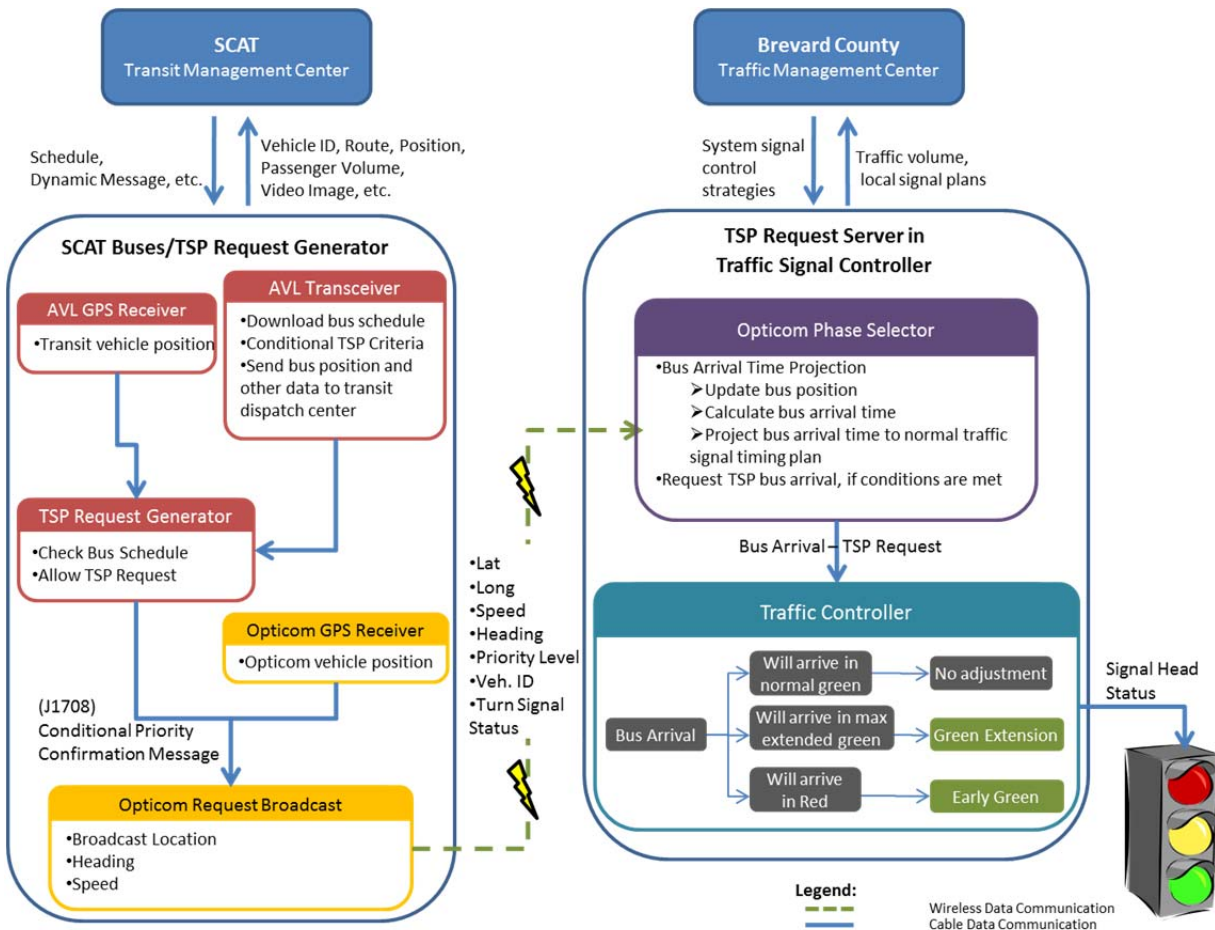 SCAT
Transit Management Center
Brevard County
Traffic Management Center
Schedule,
Dynamic Message, etc.
Vehicle ID, Route, Position,
Passenger Volume,
Video Image, etc.
System signal
control
strategies
Traffic volume,
local signal plans
SCAT Buses/TSP Request Generator
AVL GPS Receiver
•Transit vehicle position
AVL Transceiver
•Download bus schedule
•Conditional TSP Criteria
•Send bus position and
other data to transit
dispatch center
TSP Request Generator
•Check Bus Schedule
•Allow TSP Request
Opticom GPS Receiver
•Opticom vehicle position
(J1708)
Conditional Priority
Confirmation Message
Opticom Request Broadcast
•Broadcast Location
•Heading
•Speed
•Lat
•Long
•Speed
•Heading
•Priority Level
•Veh. ID
•Turn Signal
Status
TSP Request Server in
Traffic Signal Controller
Opticom Phase Selector
•Bus Arrival Time Projection
➢Update bus position
➢Calculate bus arrival time
➢Project bus arrival time to normal traffic
signal timing plan
•Request TSP bus arrival, if conditions are met
Bus Arrival – TSP Request
Traffic Controller
Bus Arrival
Will arrive in
normal green
No adjustment
Will arrive in max
extended green
Green Extension
Will arrive
in Red
Early Green
Signal Head
Status
Legend:
Wireless Data Communication
Cable Data Communication